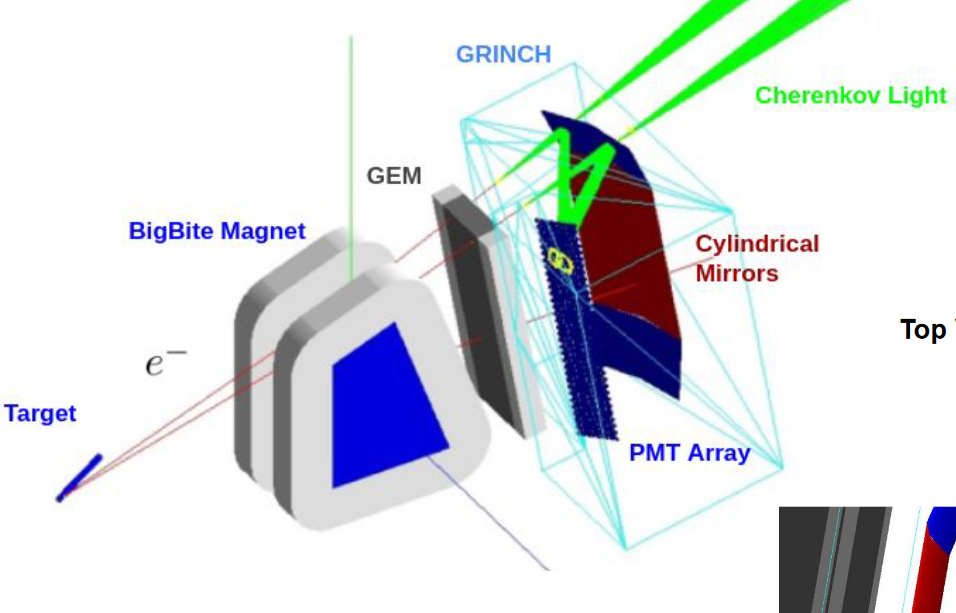 GRINCH
Cherenkov Light
GEM
BigBite Magnet
Cylindrical
Mirrors
Top
e⁻
Target
PMT Array